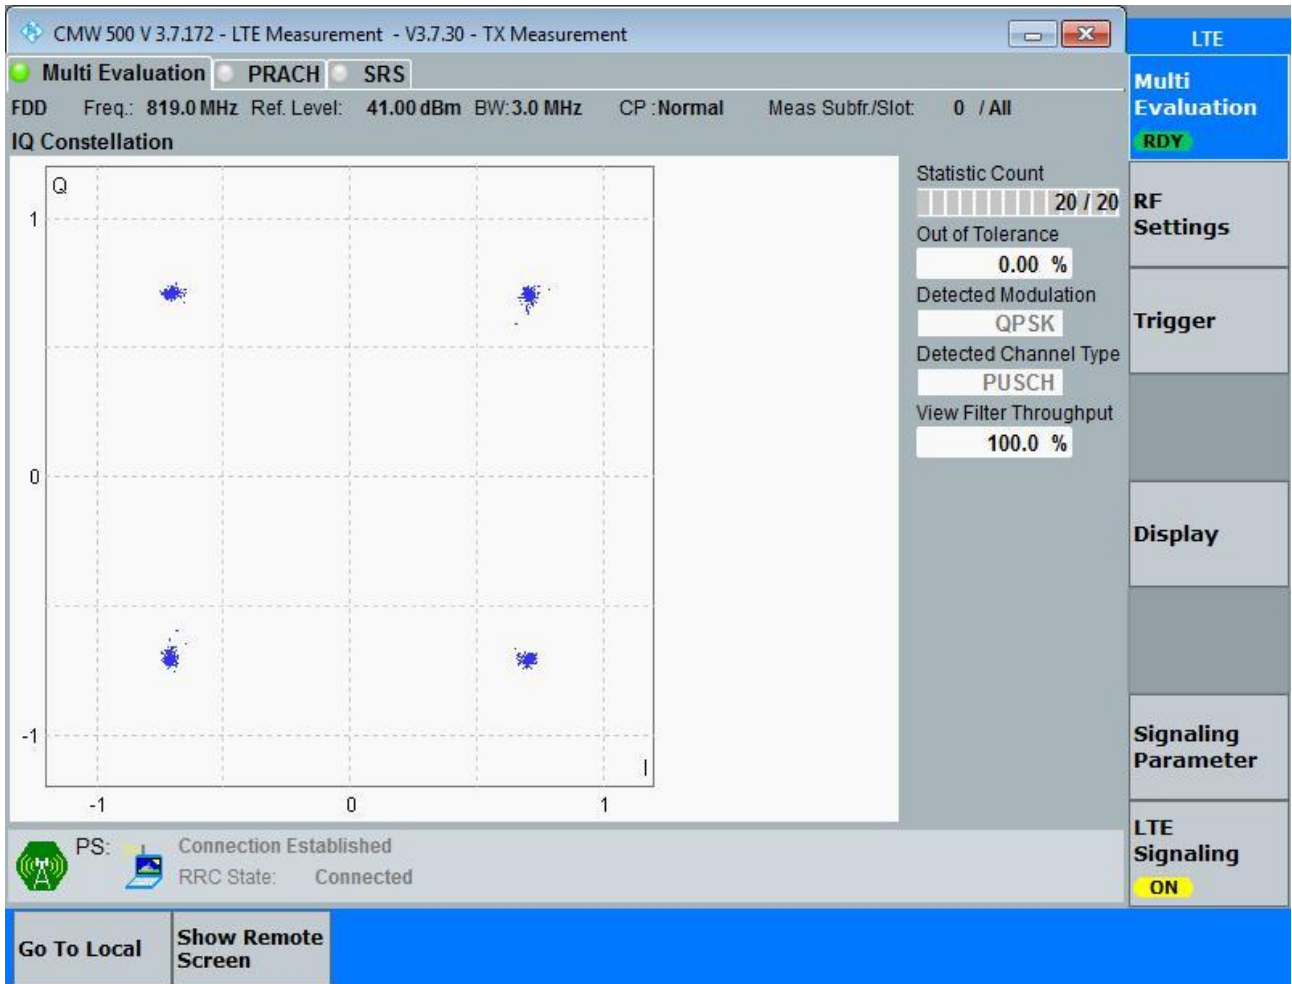 CMW 500 V 3.7.172 - LTE Measurement - V3.7.30 - TX Measurement
LTE
Multi Evaluation PRACH SRS
FDD Freq.: 819.0 MHz Ref. Level: 41.00 dBm BW: 3.0 MHz CP : Normal Meas Subfr./Slot: 0 / All
IQ Constellation
Q
1
0
-1
I
-1 0 1
Statistic Count
20 / 20
Out of Tolerance
0.00 %
Detected Modulation
QPSK
Detected Channel Type
PUSCH
View Filter Throughput
100.0 %
Multi
Evaluation
RDY
RF
Settings
Trigger
Display
Signaling
Parameter
LTE
Signaling
ON
PS: Connection Established
RRC State: Connected
Go To Local
Show Remote
Screen